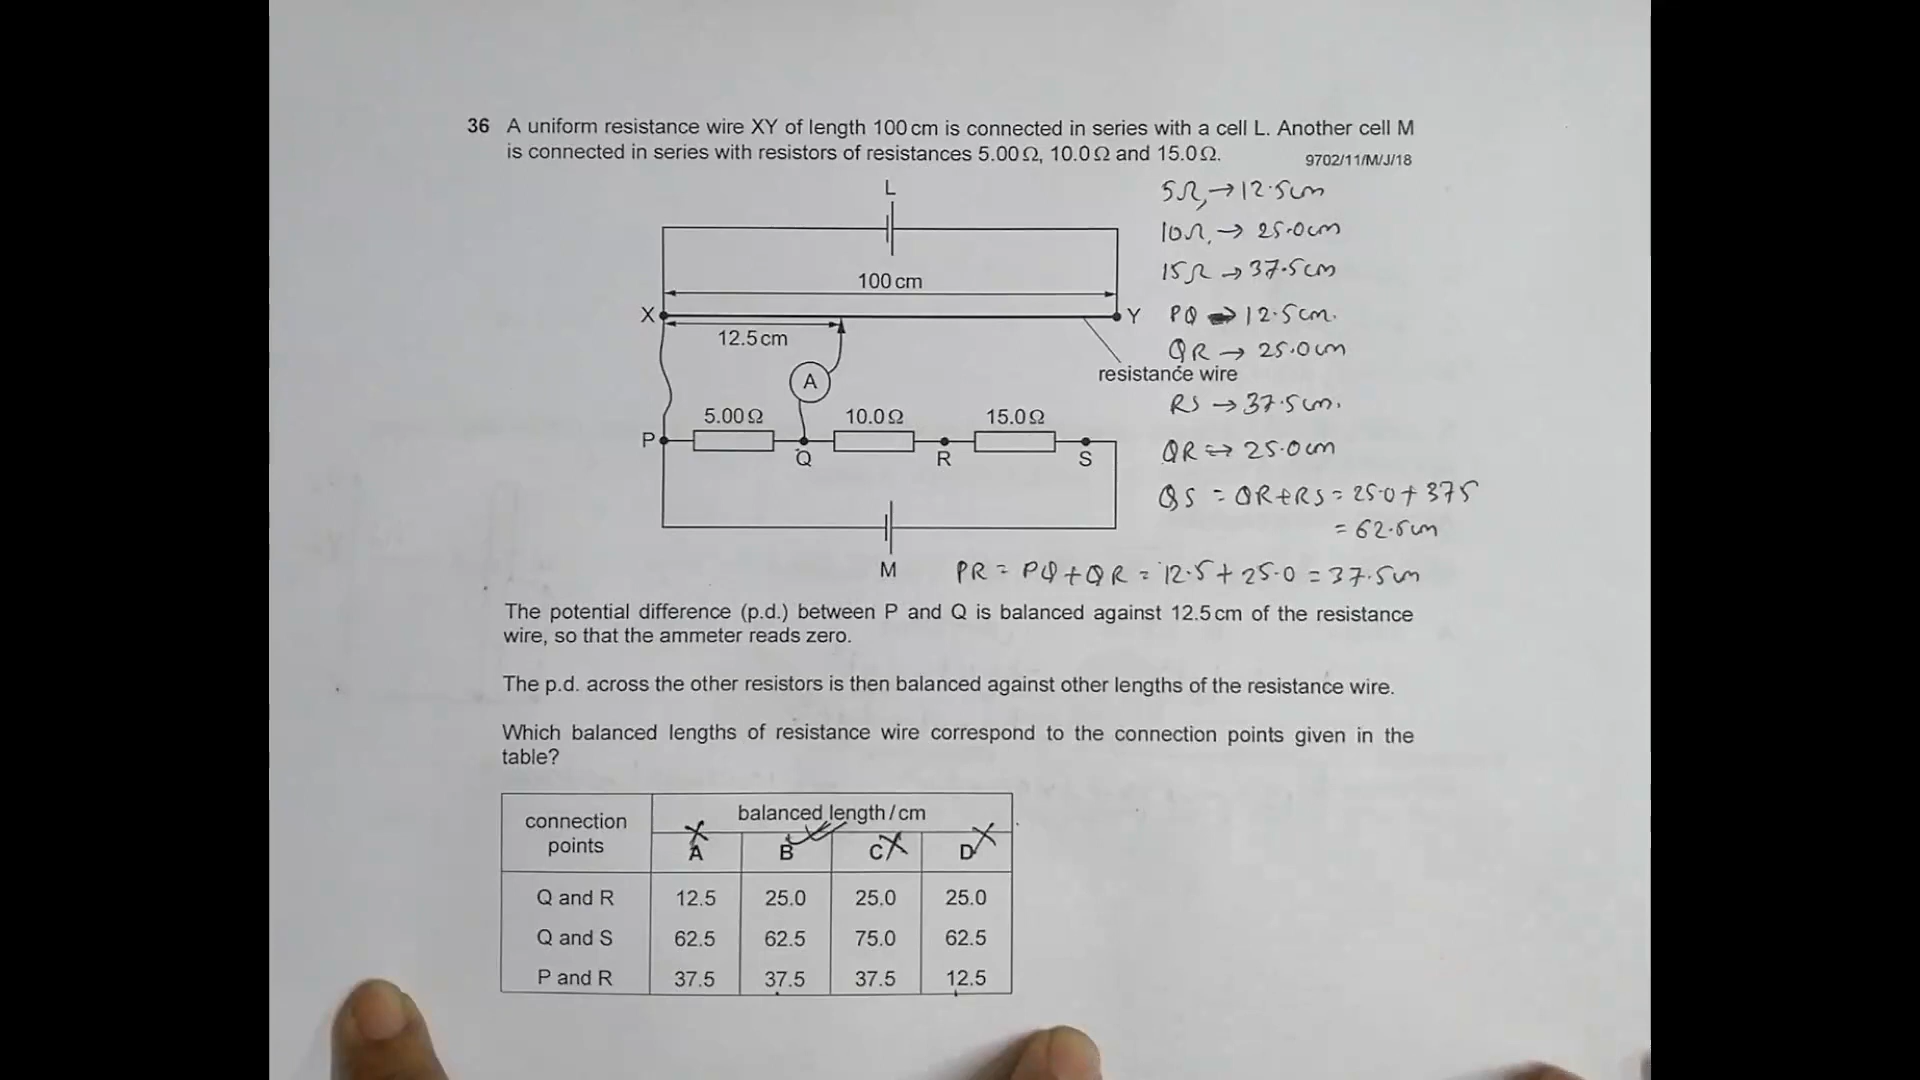 36 A uniform resistance wire XY of length 100 cm is connected in series with a cell L. Another cell M
is connected in series with resistors of resistances 5.00 Ω, 10.0 Ω and 15.0 Ω.
9702/11/M/J/18
L
5Ω, → 12.5cm
10Ω, → 25.0cm
15Ω → 37.5cm
100 cm
X
Y
PQ → 12.5cm.
12.5 cm
QR → 25.0cm
A
resistance wire
RS → 37.5cm.
5.00 Ω
10.0 Ω
15.0 Ω
P
Q
R
S
QR ↔ 25.0cm
QS = QR+RS = 25.0 + 37.5
= 62.5cm
M
PR = PQ + QR = 12.5 + 25.0 = 37.5cm
The potential difference (p.d.) between P and Q is balanced against 12.5 cm of the resistance
wire, so that the ammeter reads zero.
The p.d. across the other resistors is then balanced against other lengths of the resistance wire.
Which balanced lengths of resistance wire correspond to the connection points given in the
table?
connection points
balanced length / cm
A B C D
Q and R 12.5 25.0 25.0 25.0
Q and S 62.5 62.5 75.0 62.5
P and R 37.5 37.5 37.5 12.5